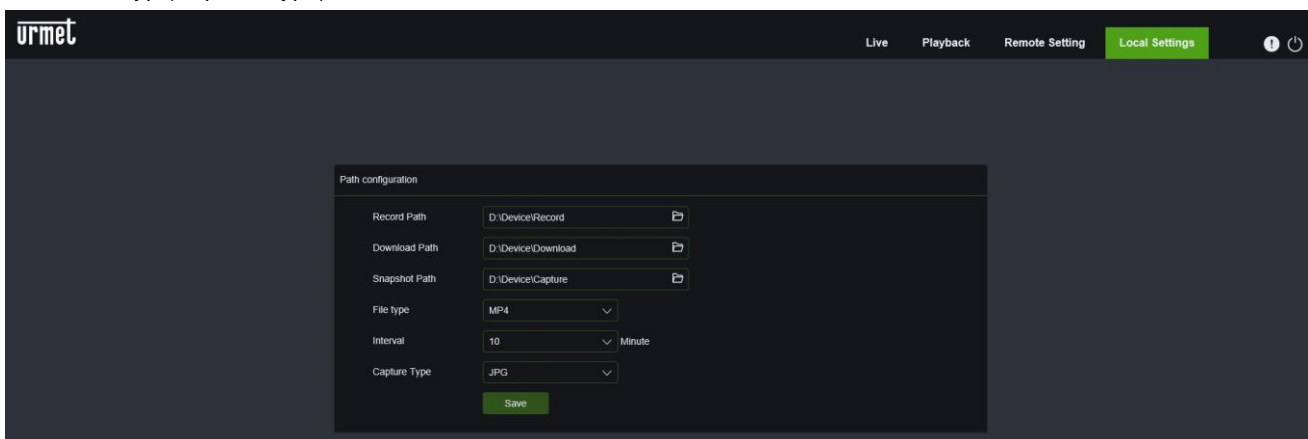 urmet
Live Playback Remote Setting Local Settings
Path configuration
Record Path D:\Device\Record
Download Path D:\Device\Download
Snapshot Path D:\Device\Capture
File type MP4
Interval 10 Minute
Capture Type JPG
Save